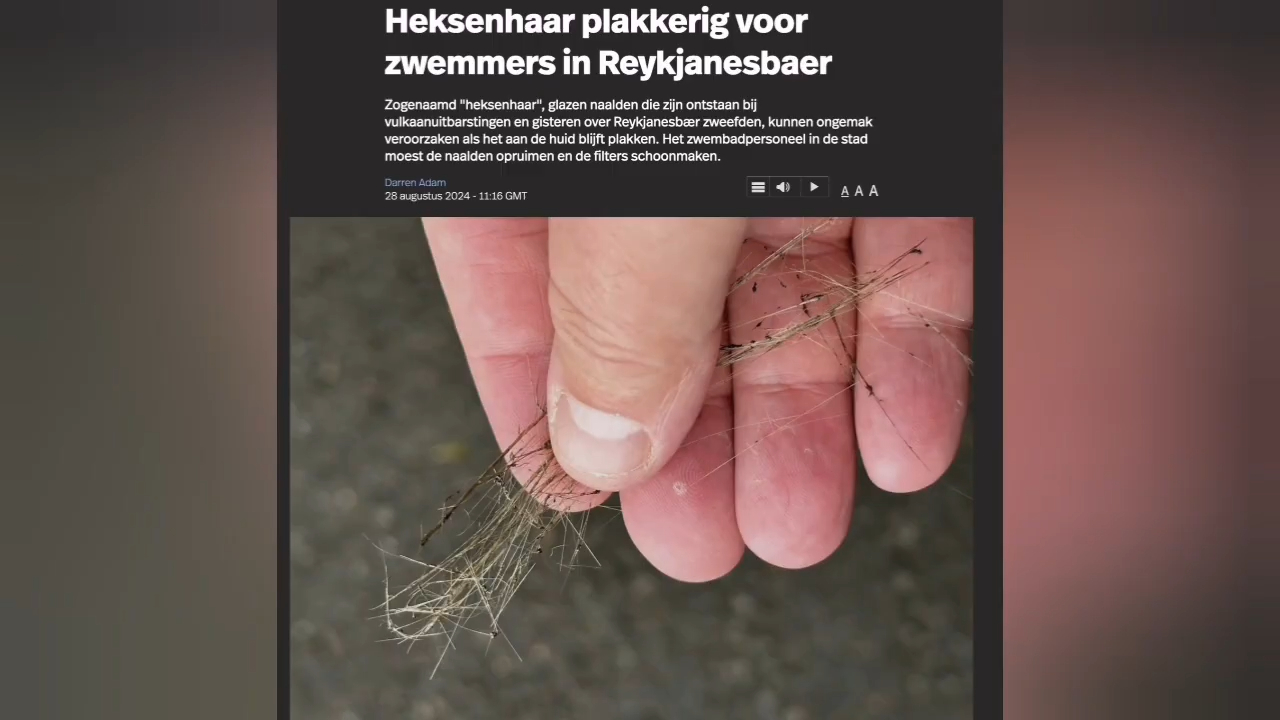 Heksenhaar plakkerig voor
zwemmers in Reykjanesbaer
Zogenaamd "heksenhaar", glazen naalden die zijn ontstaan bij
vulkaanuitbarstingen en gisteren over Reykjanesbær zweefden, kunnen ongemak
veroorzaken als het aan de huid blijft plakken. Het zwembadpersoneel in de stad
moest de naalden opruimen en de filters schoonmaken.
Darren Adam
28 augustus 2024 - 11:16 GMT
A A A